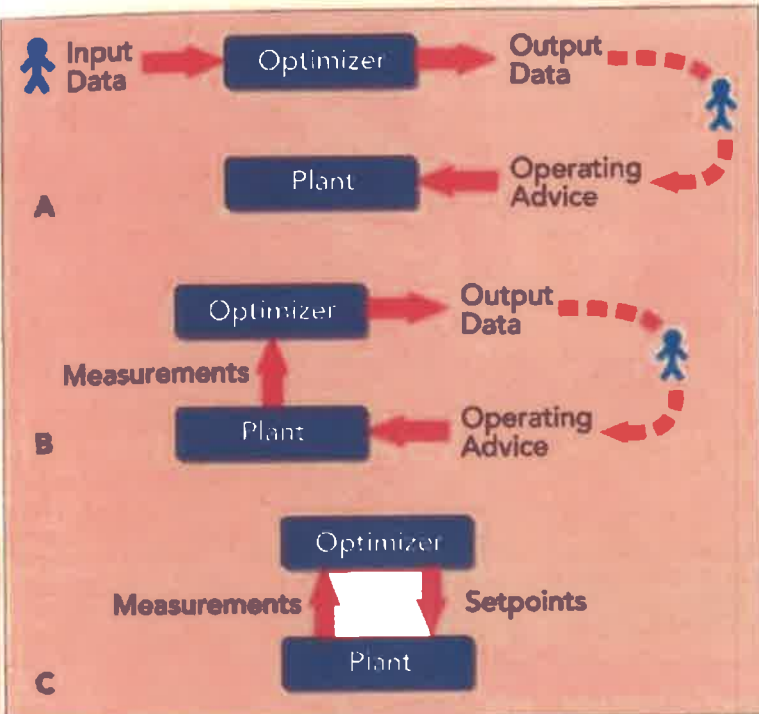 Input
Data
Optimizer
Output
Data
Plant
Operating
Advice
A
Optimizer
Output
Data
Measurements
Plant
Operating
Advice
B
Optimizer
Measurements
Setpoints
Plant
C